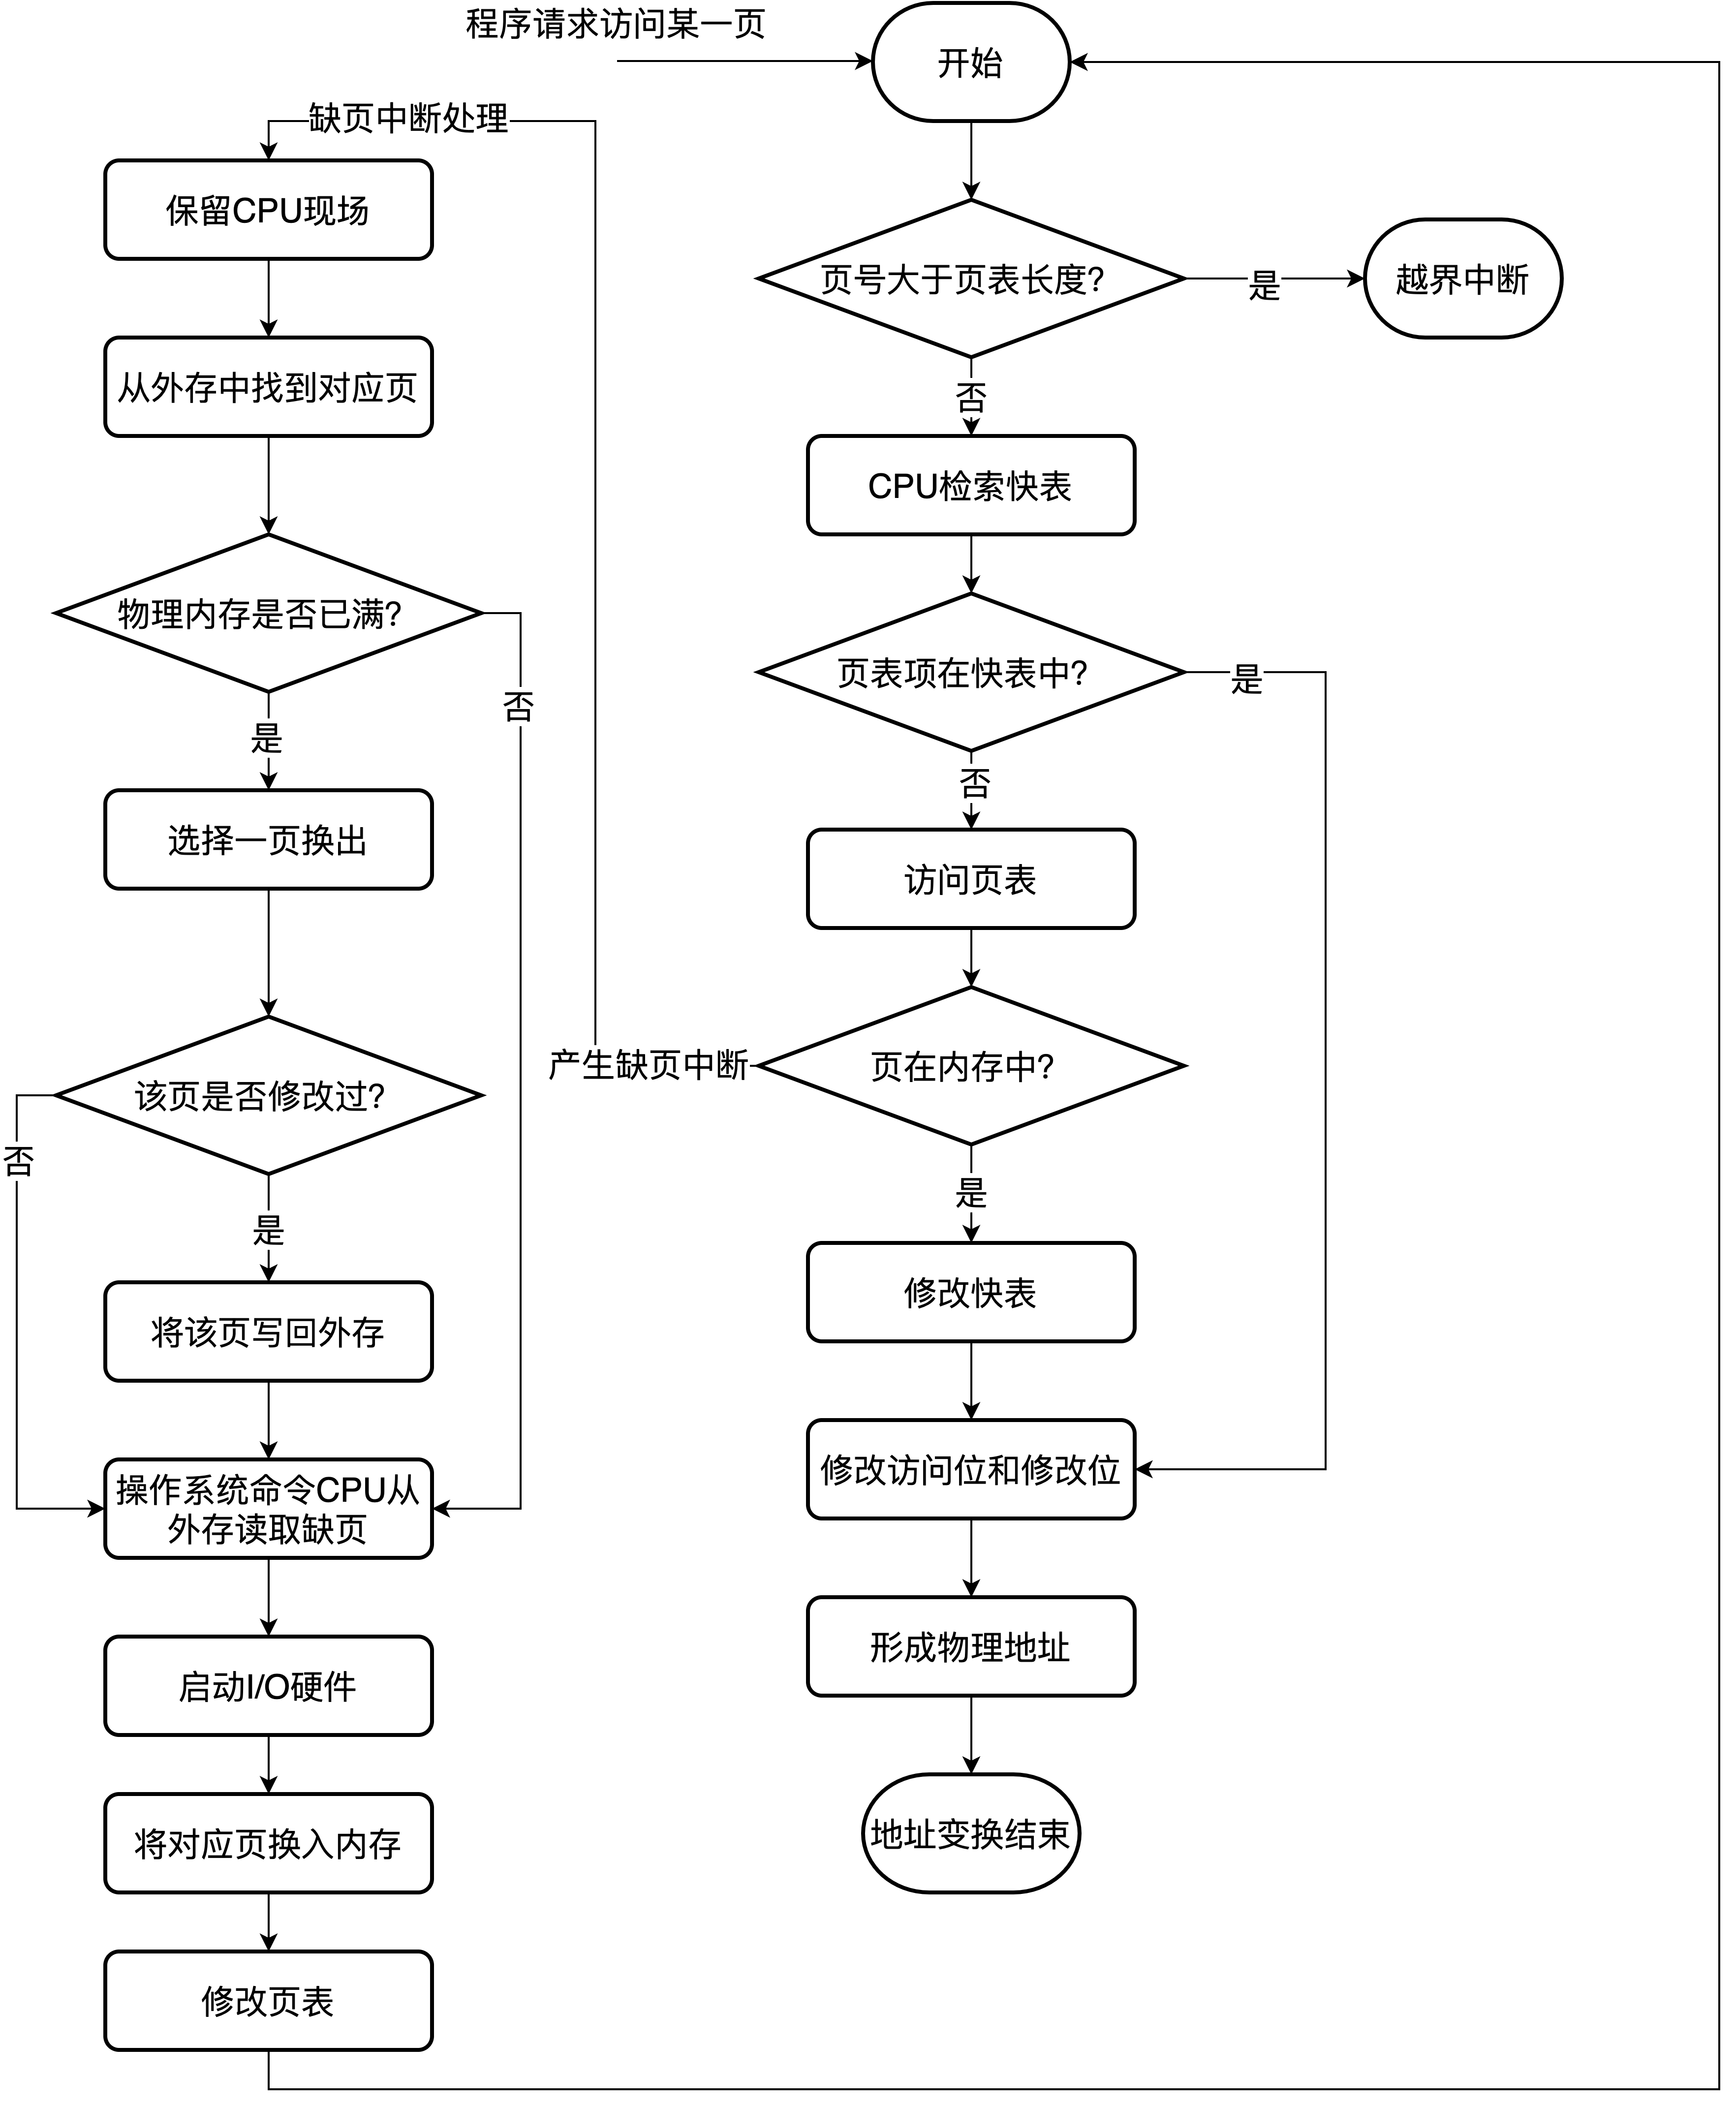 程序请求访问某一页
开始
页号大于页表长度?
是
越界中断
否
CPU检索快表
页表项在快表中?
是
否
访问页表
页在内存中?
产生缺页中断
是
修改快表
修改访问位和修改位
形成物理地址
地址变换结束
缺页中断处理
保留CPU现场
从外存中找到对应页
物理内存是否已满?
否
是
选择一页换出
该页是否修改过?
否
是
将该页写回外存
操作系统命令CPU从
外存读取缺页
启动I/O硬件
将对应页换入内存
修改页表